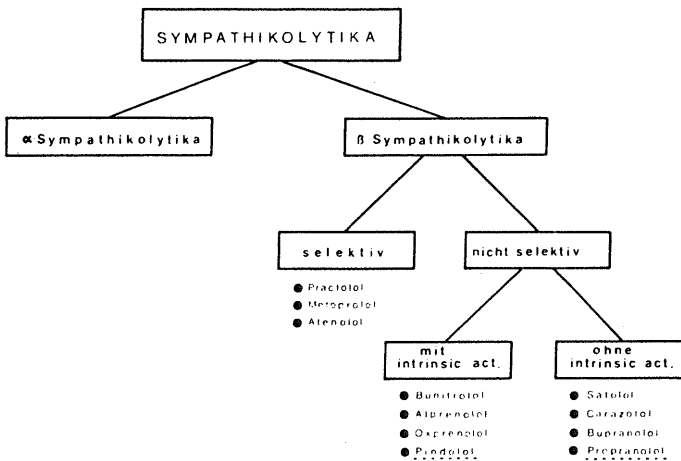 SYMPATHIKOLYTIKA
α Sympathikolytika
ß Sympathikolytika
selektiv
nicht selektiv
● Practolol
● Metoprolol
● Atenolol
mit
intrinsic act.
ohne
intrinsic act.
● Bunitrolol
● Alprenolol
● Oxprenolol
● Pindolol
● Satolol
● Carazolol
● Bupranolol
● Propranolol